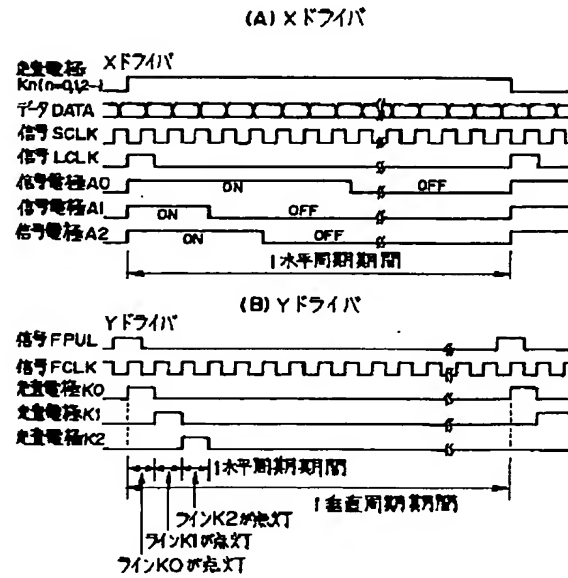 (A) Xドライバ
Xドライバ
走査電極
Kn(n=0,1,2…)
データDATA
信号SCLK
信号LCLK
信号電極A0
ON
OFF
信号電極A1
ON
OFF
信号電極A2
ON
OFF
1水平周期期間
(B) Yドライバ
Yドライバ
信号FPUL
信号FCLK
走査電極K0
走査電極K1
走査電極K2
1水平周期期間
1垂直周期期間
ラインK2が点灯
ラインK1が点灯
ラインK0が点灯